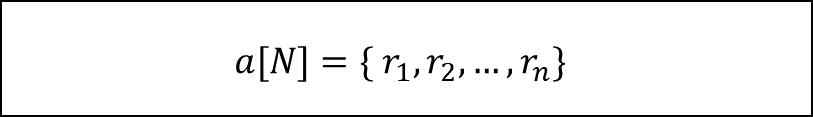 a[N] = { r₁, r₂, ... , rₙ}